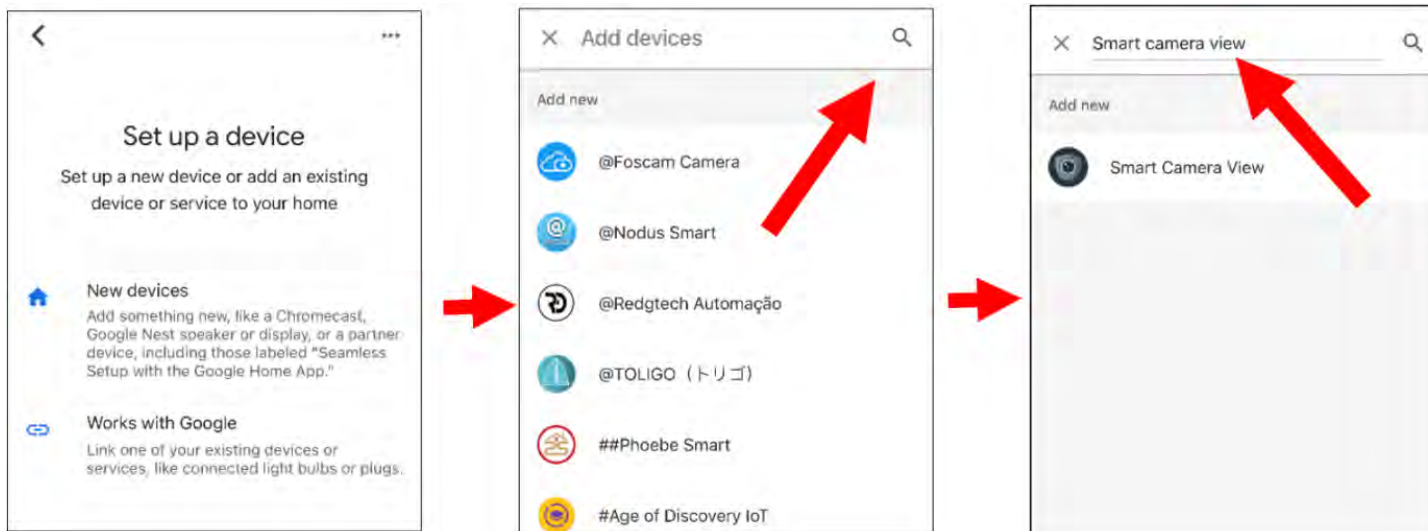 Set up a device
Set up a new device or add an existing
device or service to your home
New devices
Add something new, like a Chromecast,
Google Nest speaker or display, or a partner
device, including those labeled "Seamless
Setup with the Google Home App."
Works with Google
Link one of your existing devices or
services, like connected light bulbs or plugs.
Add devices
Add new
@Foscam Camera
@Nodus Smart
@Redgtech Automação
@TOLIGO（トリゴ）
##Phoebe Smart
#Age of Discovery IoT
Smart camera view
Add new
Smart Camera View